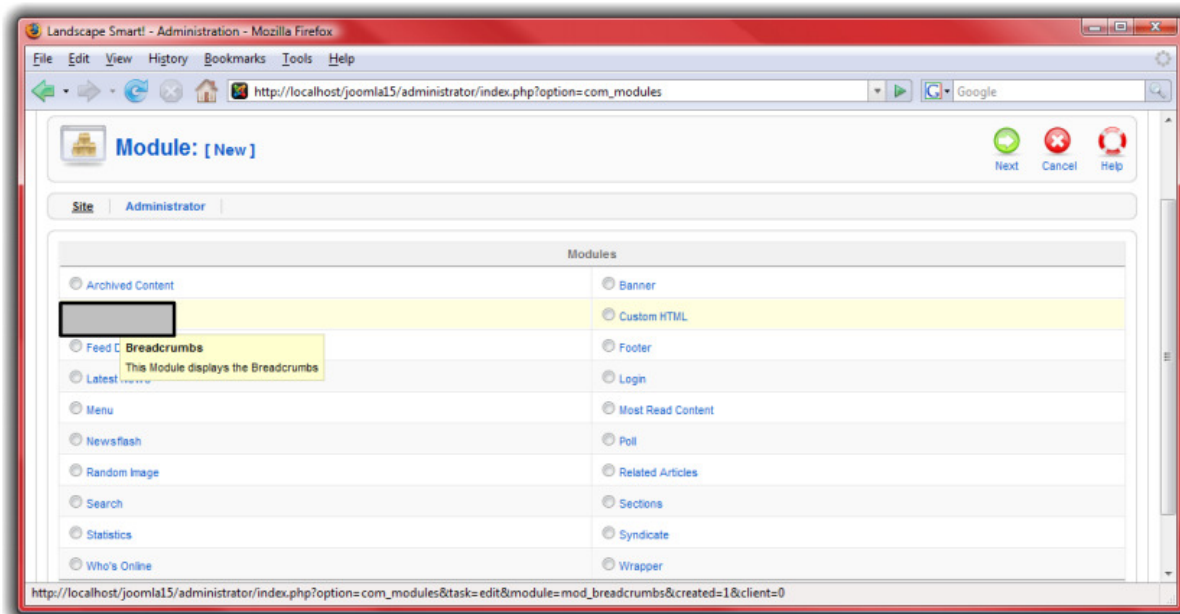 Landscape Smart! - Administration - Mozilla Firefox
File Edit View History Bookmarks Tools Help
http://localhost/joomla15/administrator/index.php?option=com_modules
Google
Module: [ New ]
Next Cancel Help
Site Administrator
Modules
Archived Content Banner
Custom HTML
Feed Footer
Breadcrumbs
This Module displays the Breadcrumbs
Latest Login
Menu Most Read Content
Newsflash Poll
Random Image Related Articles
Search Sections
Statistics Syndicate
Who's Online Wrapper
http://localhost/joomla15/administrator/index.php?option=com_modules&task=edit&module=mod_breadcrumbs&created=1&client=0